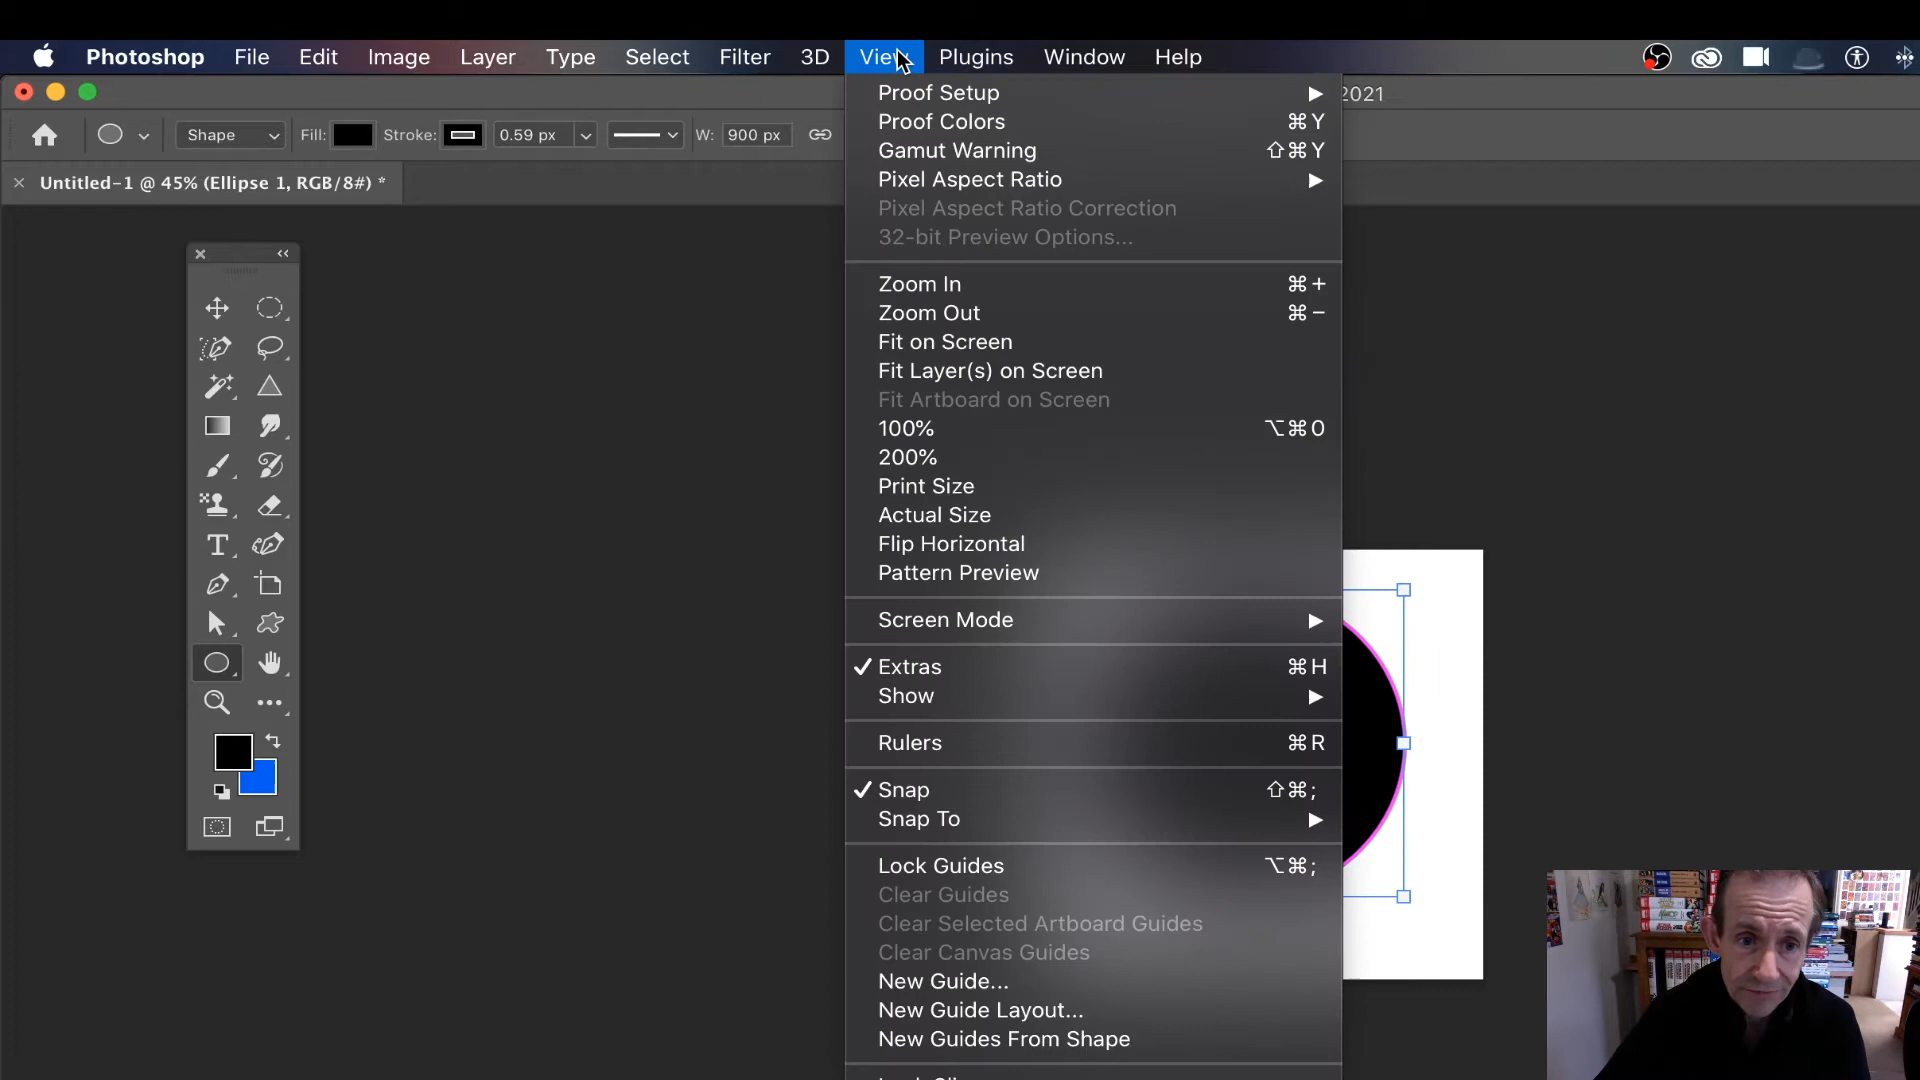 Photoshop File Edit Image Layer Type Select Filter 3D View Plugins Window Help
2021
Shape Fill: Stroke: 0.59 px W: 900 px
Untitled-1 @ 45% (Ellipse 1, RGB/8#) *
Proof Setup
Proof Colors ⌘Y
Gamut Warning ⇧⌘Y
Pixel Aspect Ratio
Pixel Aspect Ratio Correction
32-bit Preview Options...
Zoom In ⌘+
Zoom Out ⌘−
Fit on Screen
Fit Layer(s) on Screen
Fit Artboard on Screen
100% ⌥⌘0
200%
Print Size
Actual Size
Flip Horizontal
Pattern Preview
Screen Mode
✓ Extras ⌘H
Show
Rulers ⌘R
✓ Snap ⇧⌘;
Snap To
Lock Guides ⌥⌘;
Clear Guides
Clear Selected Artboard Guides
Clear Canvas Guides
New Guide...
New Guide Layout...
New Guides From Shape